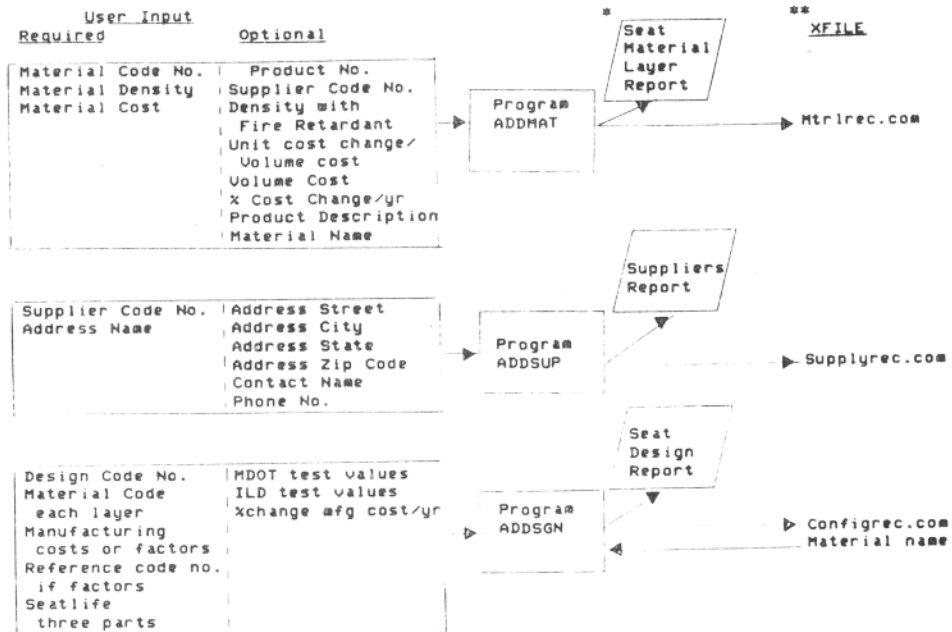 User Input
Required
Optional
*
**
XFILE
Material Code No.
Material Density
Material Cost
Product No.
Supplier Code No.
Density with
Fire Retardant
Unit cost change/
Volume cost
Volume Cost
% Cost Change/yr
Product Description
Material Name
Program
ADDMAT
Seat
Material
Layer
Report
Mtrlrec.com
Supplier Code No.
Address Name
Address Street
Address City
Address State
Address Zip Code
Contact Name
Phone No.
Program
ADDSUP
Suppliers
Report
Supplyrec.com
Design Code No.
Material Code
each layer
Manufacturing
costs or factors
Reference code no.
if factors
Seatlife
three parts
MDOT test values
ILD test values
%change mfg cost/yr
Program
ADDSGN
Seat
Design
Report
Configrec.com
Material name